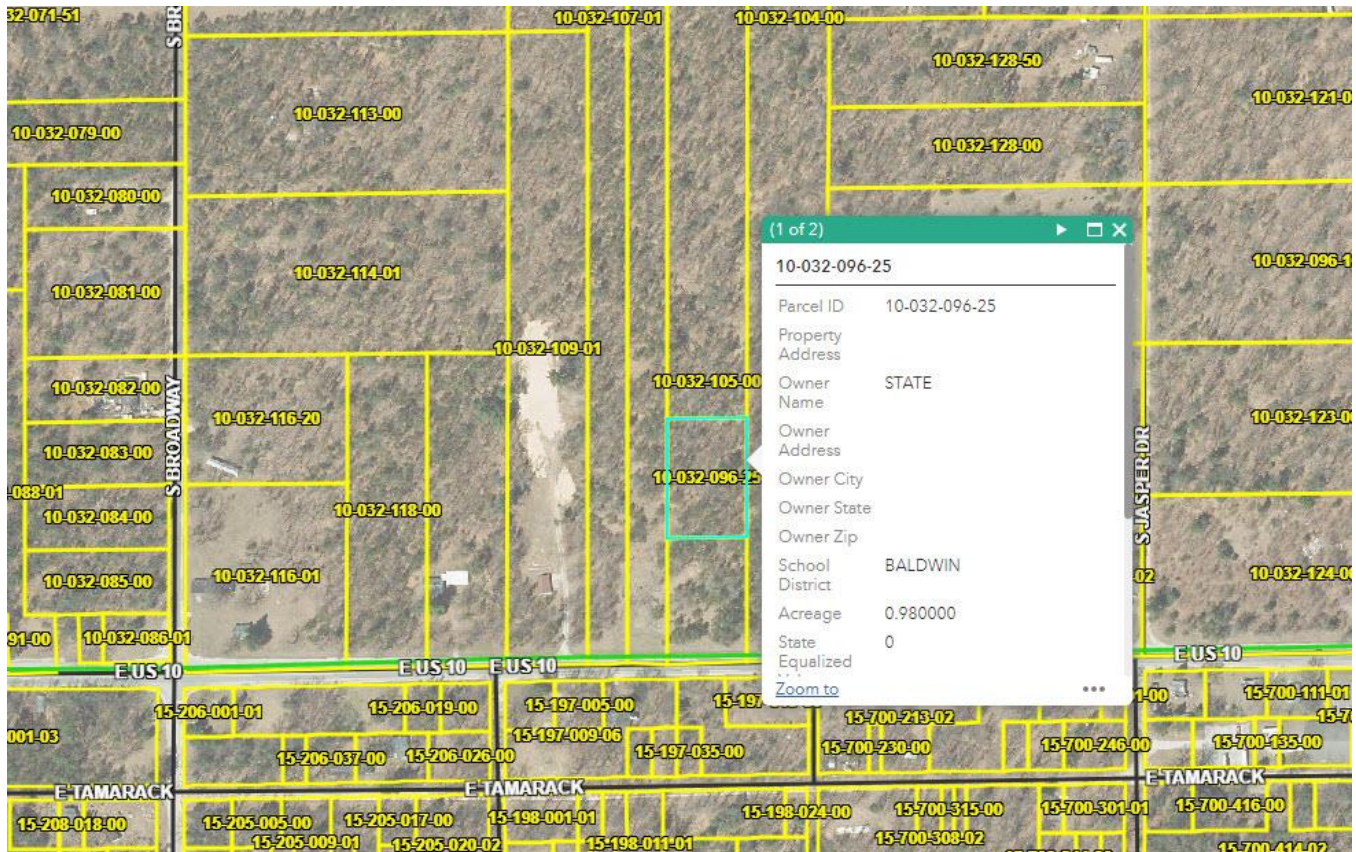 32-071-51
S BR
10-032-107-01
10-032-104-00
10-032-128-50
10-032-121-0
10-032-113-00
10-032-079-00
10-032-128-00
10-032-080-00
(1 of 2)
10-032-096-25
Parcel ID 10-032-096-25
Property
Address
Owner STATE
Name
Owner
Address
Owner City
Owner State
Owner Zip
School BALDWIN
District
Acreage 0.980000
State 0
Equalized
Zoom to
10-032-114-01
10-032-096-1
10-032-081-00
10-032-109-01
10-032-082-00
10-032-105-00
S BROADWAY
10-032-116-20
10-032-123-0
10-032-083-00
10-032-096-25
-088-01
S JASPER DR
10-032-084-00
10-032-118-00
10-032-085-00
10-032-116-01
-02
10-032-124-0
91-00
10-032-086-01
E US 10
E US 10
E US 10
E US 10
15-206-001-01
15-206-019-00
15-197-005-00
15-197
15-700-213-02
1-00
15-700-111-01
15-70
001-03
15-197-009-06
15-206-037-00
15-206-026-00
15-197-035-00
15-700-230-00
15-700-246-00
15-700-135-00
E TAMARACK
E TAMARACK
E TAMARACK
15-208-018-00
15-205-005-00
15-205-017-00
15-198-001-01
15-198-024-00
15-700-315-00
15-700-301-01
15-700-416-00
15-205-009-01
15-205-020-02
15-198-011-01
15-700-308-02
15-700-414-02